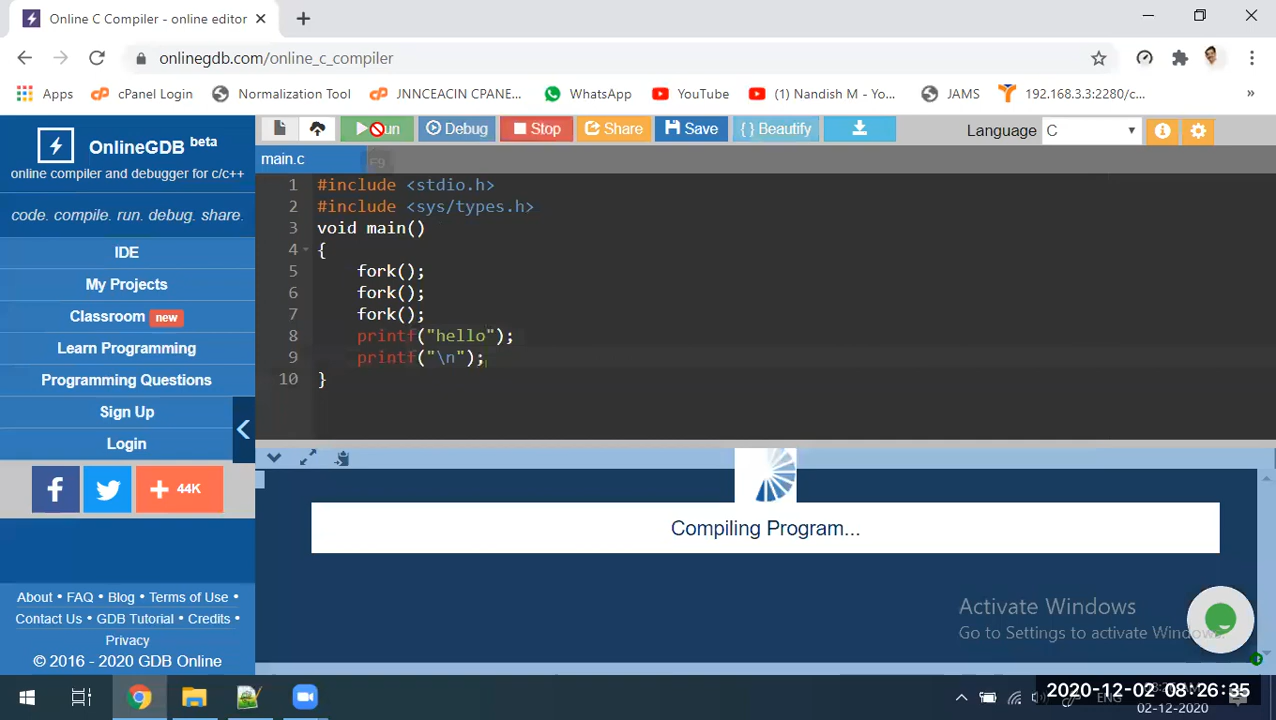 Online C Compiler - online editor
onlinegdb.com/online_c_compiler
Apps cPanel Login Normalization Tool JNNCEACIN CPANE... WhatsApp YouTube (1) Nandish M - Yo... JAMS 192.168.3.3:2280/c... »
OnlineGDB beta
online compiler and debugger for c/c++
code. compile. run. debug. share.
IDE
My Projects
Classroom new
Learn Programming
Programming Questions
Sign Up
Login
44K
About • FAQ • Blog • Terms of Use •
Contact Us • GDB Tutorial • Credits •
Privacy
© 2016 - 2020 GDB Online
Debug Stop Share Save { } Beautify
Language C
main.c
F9
1 #include <stdio.h>
2 #include <sys/types.h>
3 void main()
4 {
5 fork();
6 fork();
7 fork();
8 printf("hello");
9 printf("\n");
10 }
Compiling Program...
Activate Windows
Go to Settings to activate Windows.
ENG
2020-12-02 18:26:35
02-12-2020